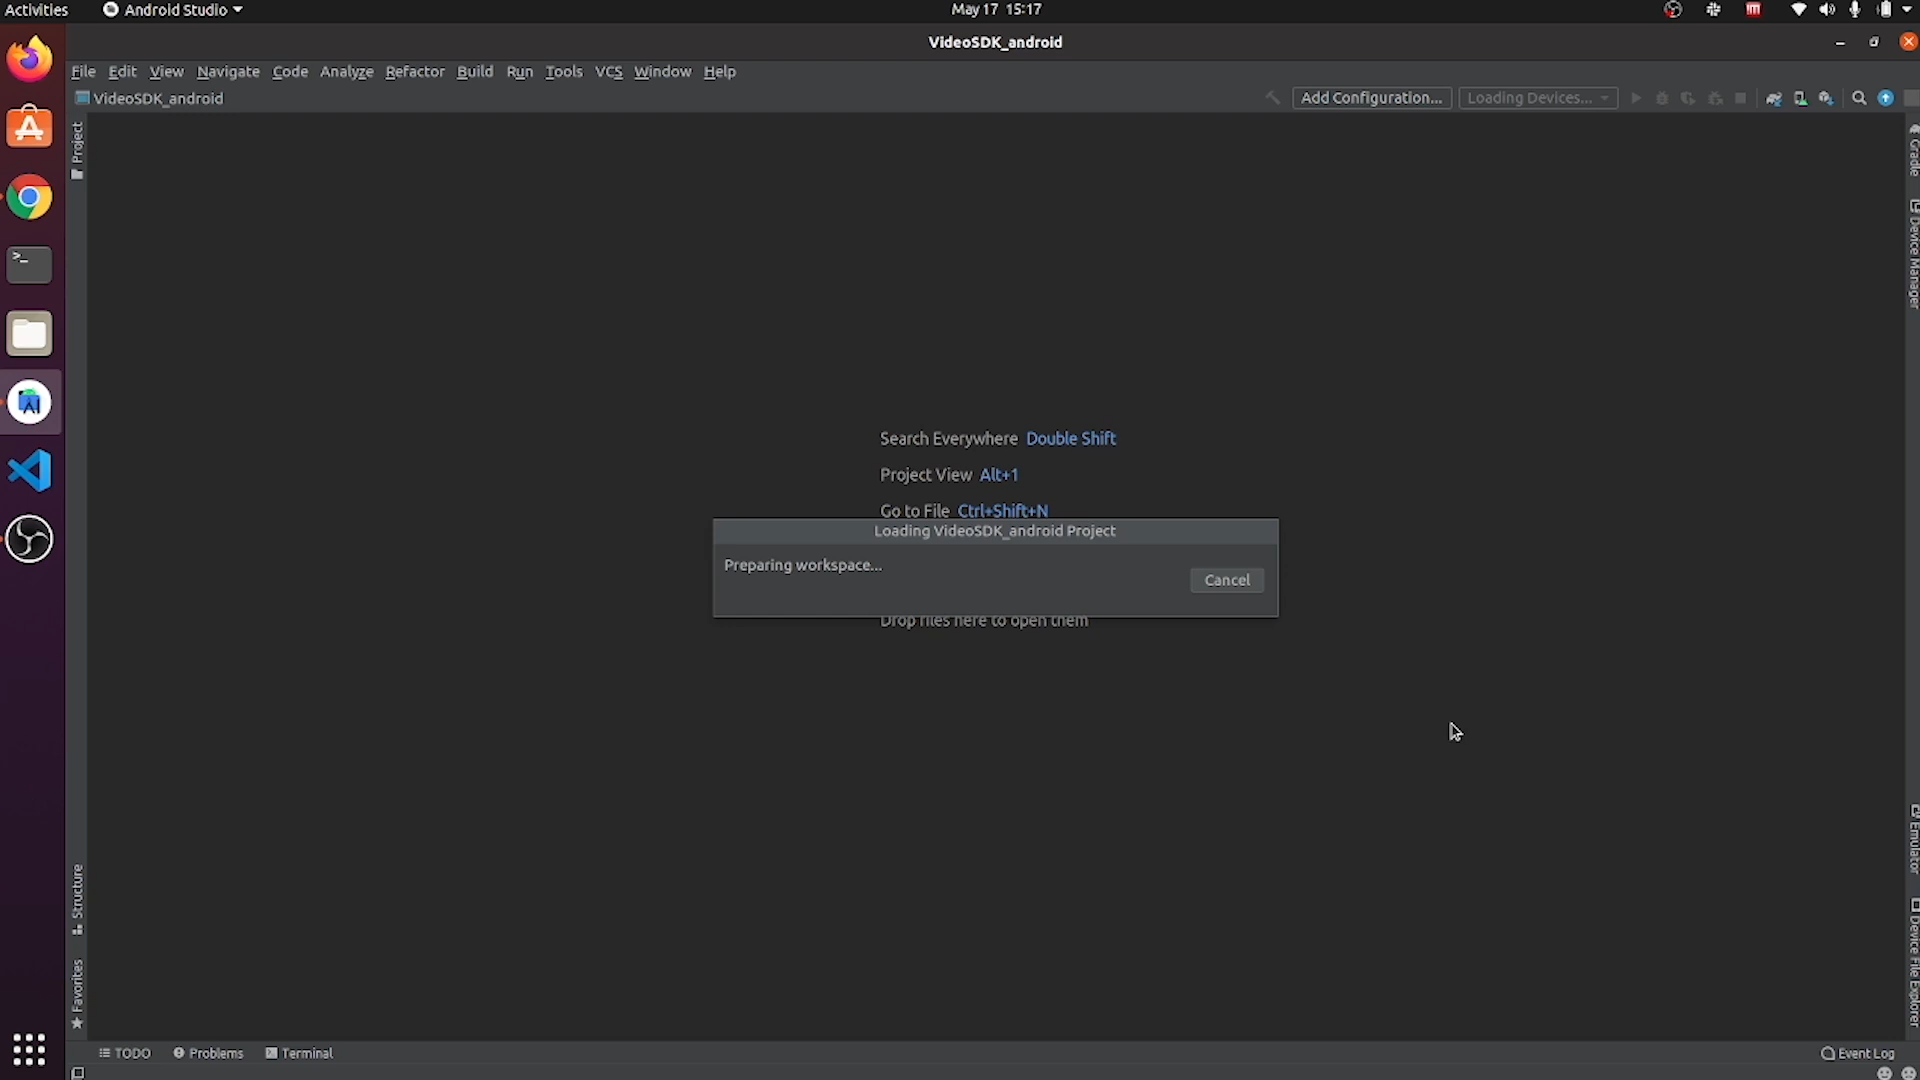 Activities
Android Studio
May 17 15:17
VideoSDK_android
File Edit View Navigate Code Analyze Refactor Build Run Tools VCS Window Help
VideoSDK_android
Add Configuration...
Loading Devices...
Project
Gradle
Device Manager
Search Everywhere Double Shift
Project View Alt+1
Go to File Ctrl+Shift+N
Loading VideoSDK_android Project
Preparing workspace...
Cancel
Drop files here to open them
Structure
Favorites
Emulator
Device File Explorer
TODO
Problems
Terminal
Event Log